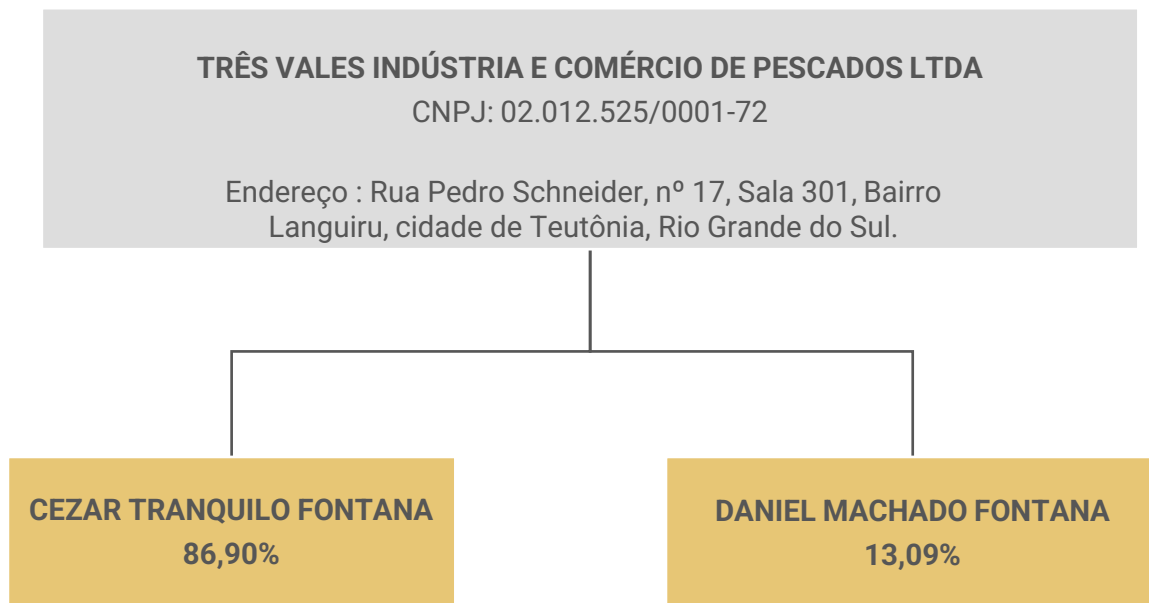 TRÊS VALES INDÚSTRIA E COMÉRCIO DE PESCADOS LTDA
CNPJ: 02.012.525/0001-72
Endereço : Rua Pedro Schneider, nº 17, Sala 301, Bairro
Languiru, cidade de Teutônia, Rio Grande do Sul.
CEZAR TRANQUILO FONTANA
86,90%
DANIEL MACHADO FONTANA
13,09%